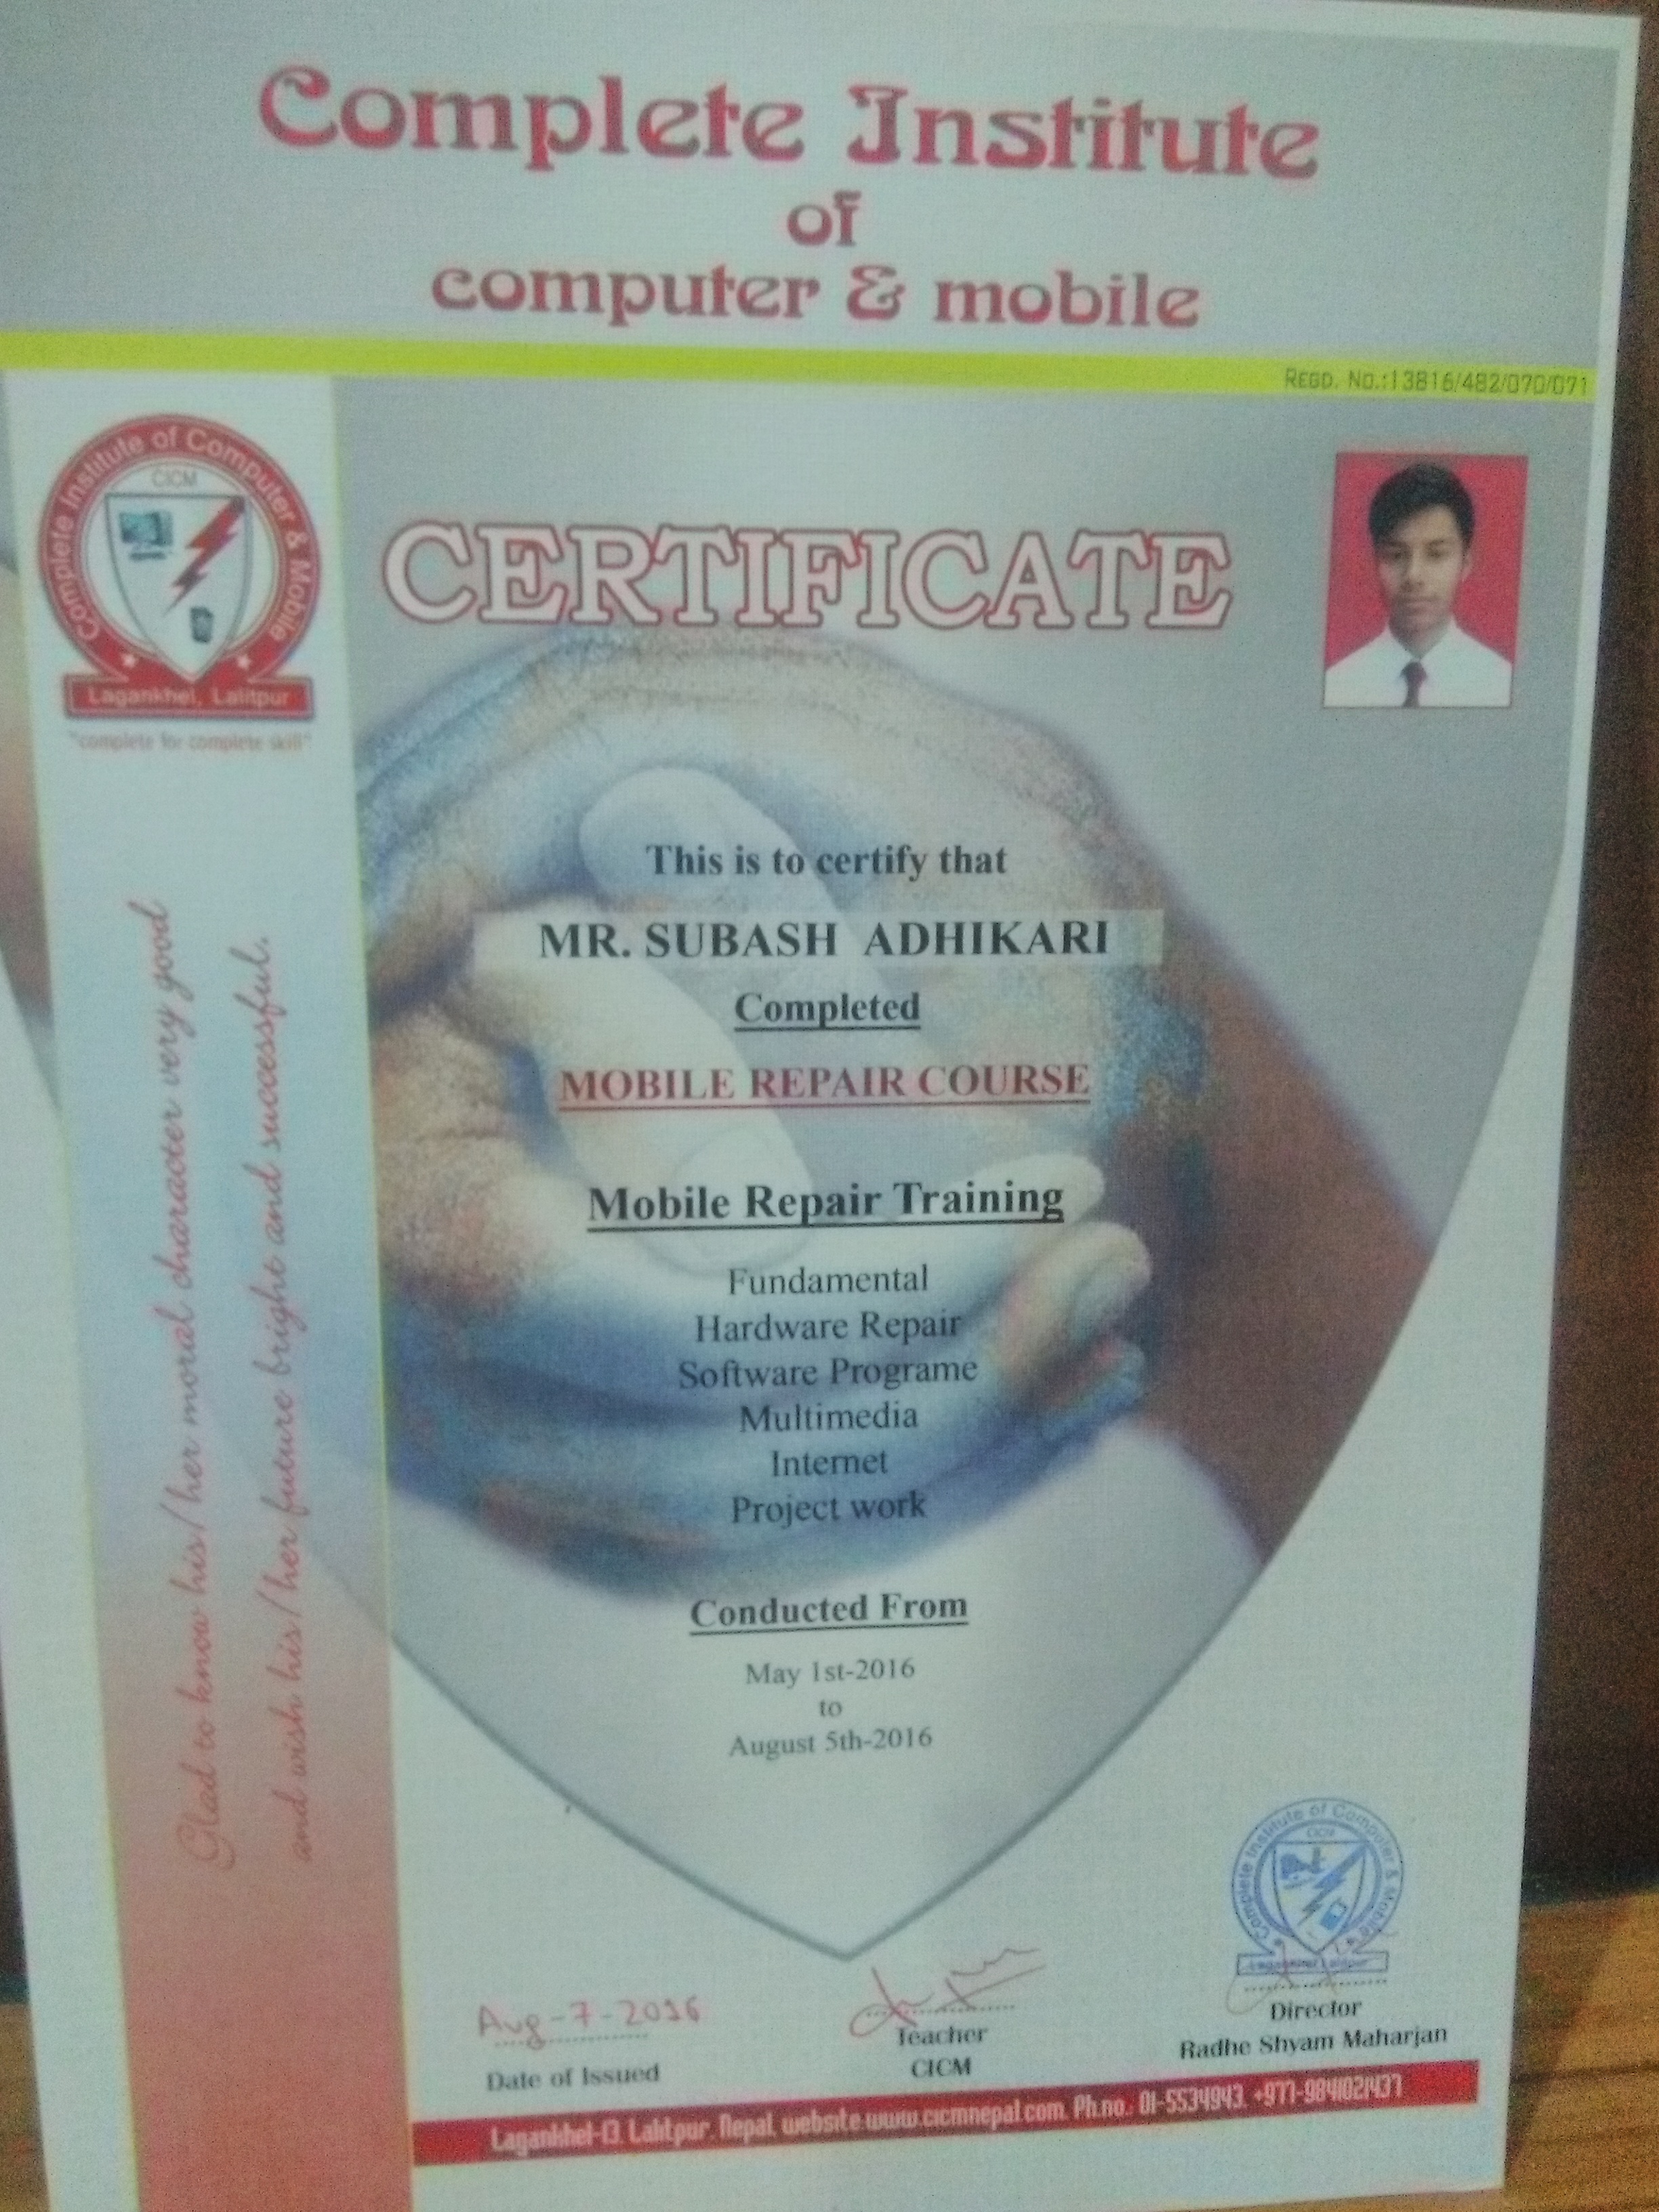 Complete Institute
of
computer & mobile
REGD. NO.:13816/482/070/071
Complete Institute of Computer & Mobile
CICM
Lagankhel, Lalitpur
"complete for complete skill"
CERTIFICATE
This is to certify that
MR. SUBASH ADHIKARI
Completed
MOBILE REPAIR COURSE
Mobile Repair Training
Fundamental
Hardware Repair
Software Programe
Multimedia
Internet
Project work
Conducted From
May 1st-2016
to
August 5th-2016
Glad to know his/her moral character very good
and wish his/her future bright and successful.
Complete Institute of Computer & Mobile
CICM
Lagankhel Lalitpur
Aug-7-2016
Date of Issued
Teacher
CICM
Director
Radhe Shyam Maharjan
Lagankhel-13, Lalitpur, Nepal, website:www.cicmnepal.com, Ph.no.: 01-5534943, +977-9841021437